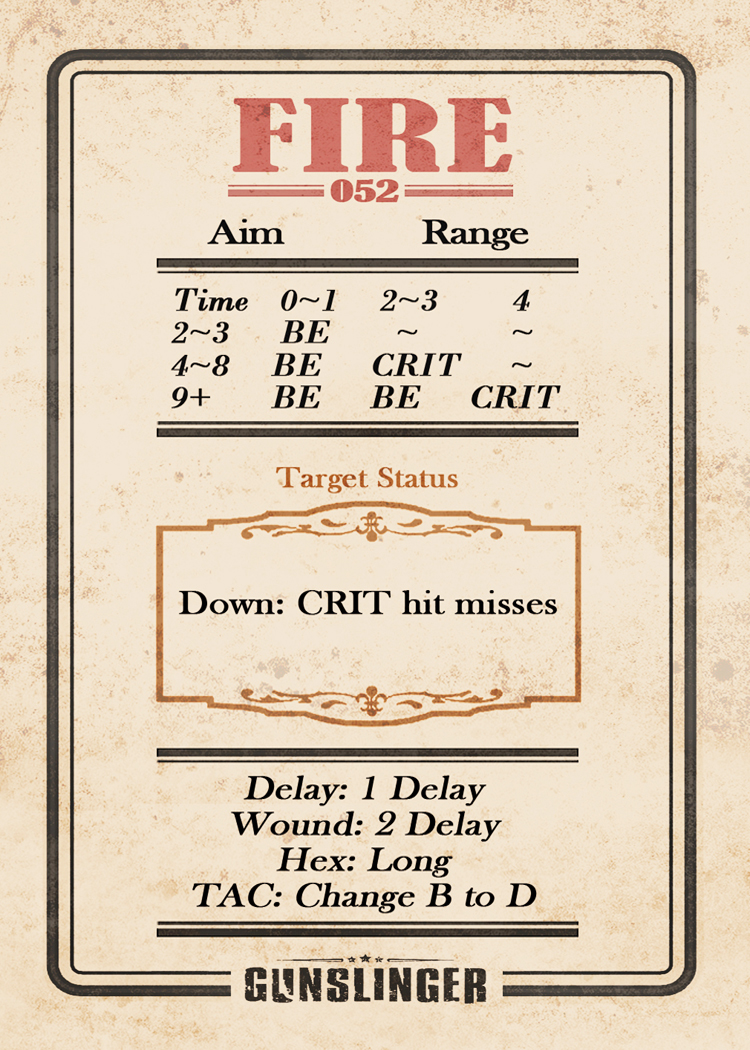 FIRE
052
Aim Range
Time 0~1 2~3 4
2~3 BE ~ ~
4~8 BE CRIT ~
9+ BE BE CRIT
Target Status
Down: CRIT hit misses
Delay: 1 Delay
Wound: 2 Delay
Hex: Long
TAC: Change B to D
GUNSLINGER